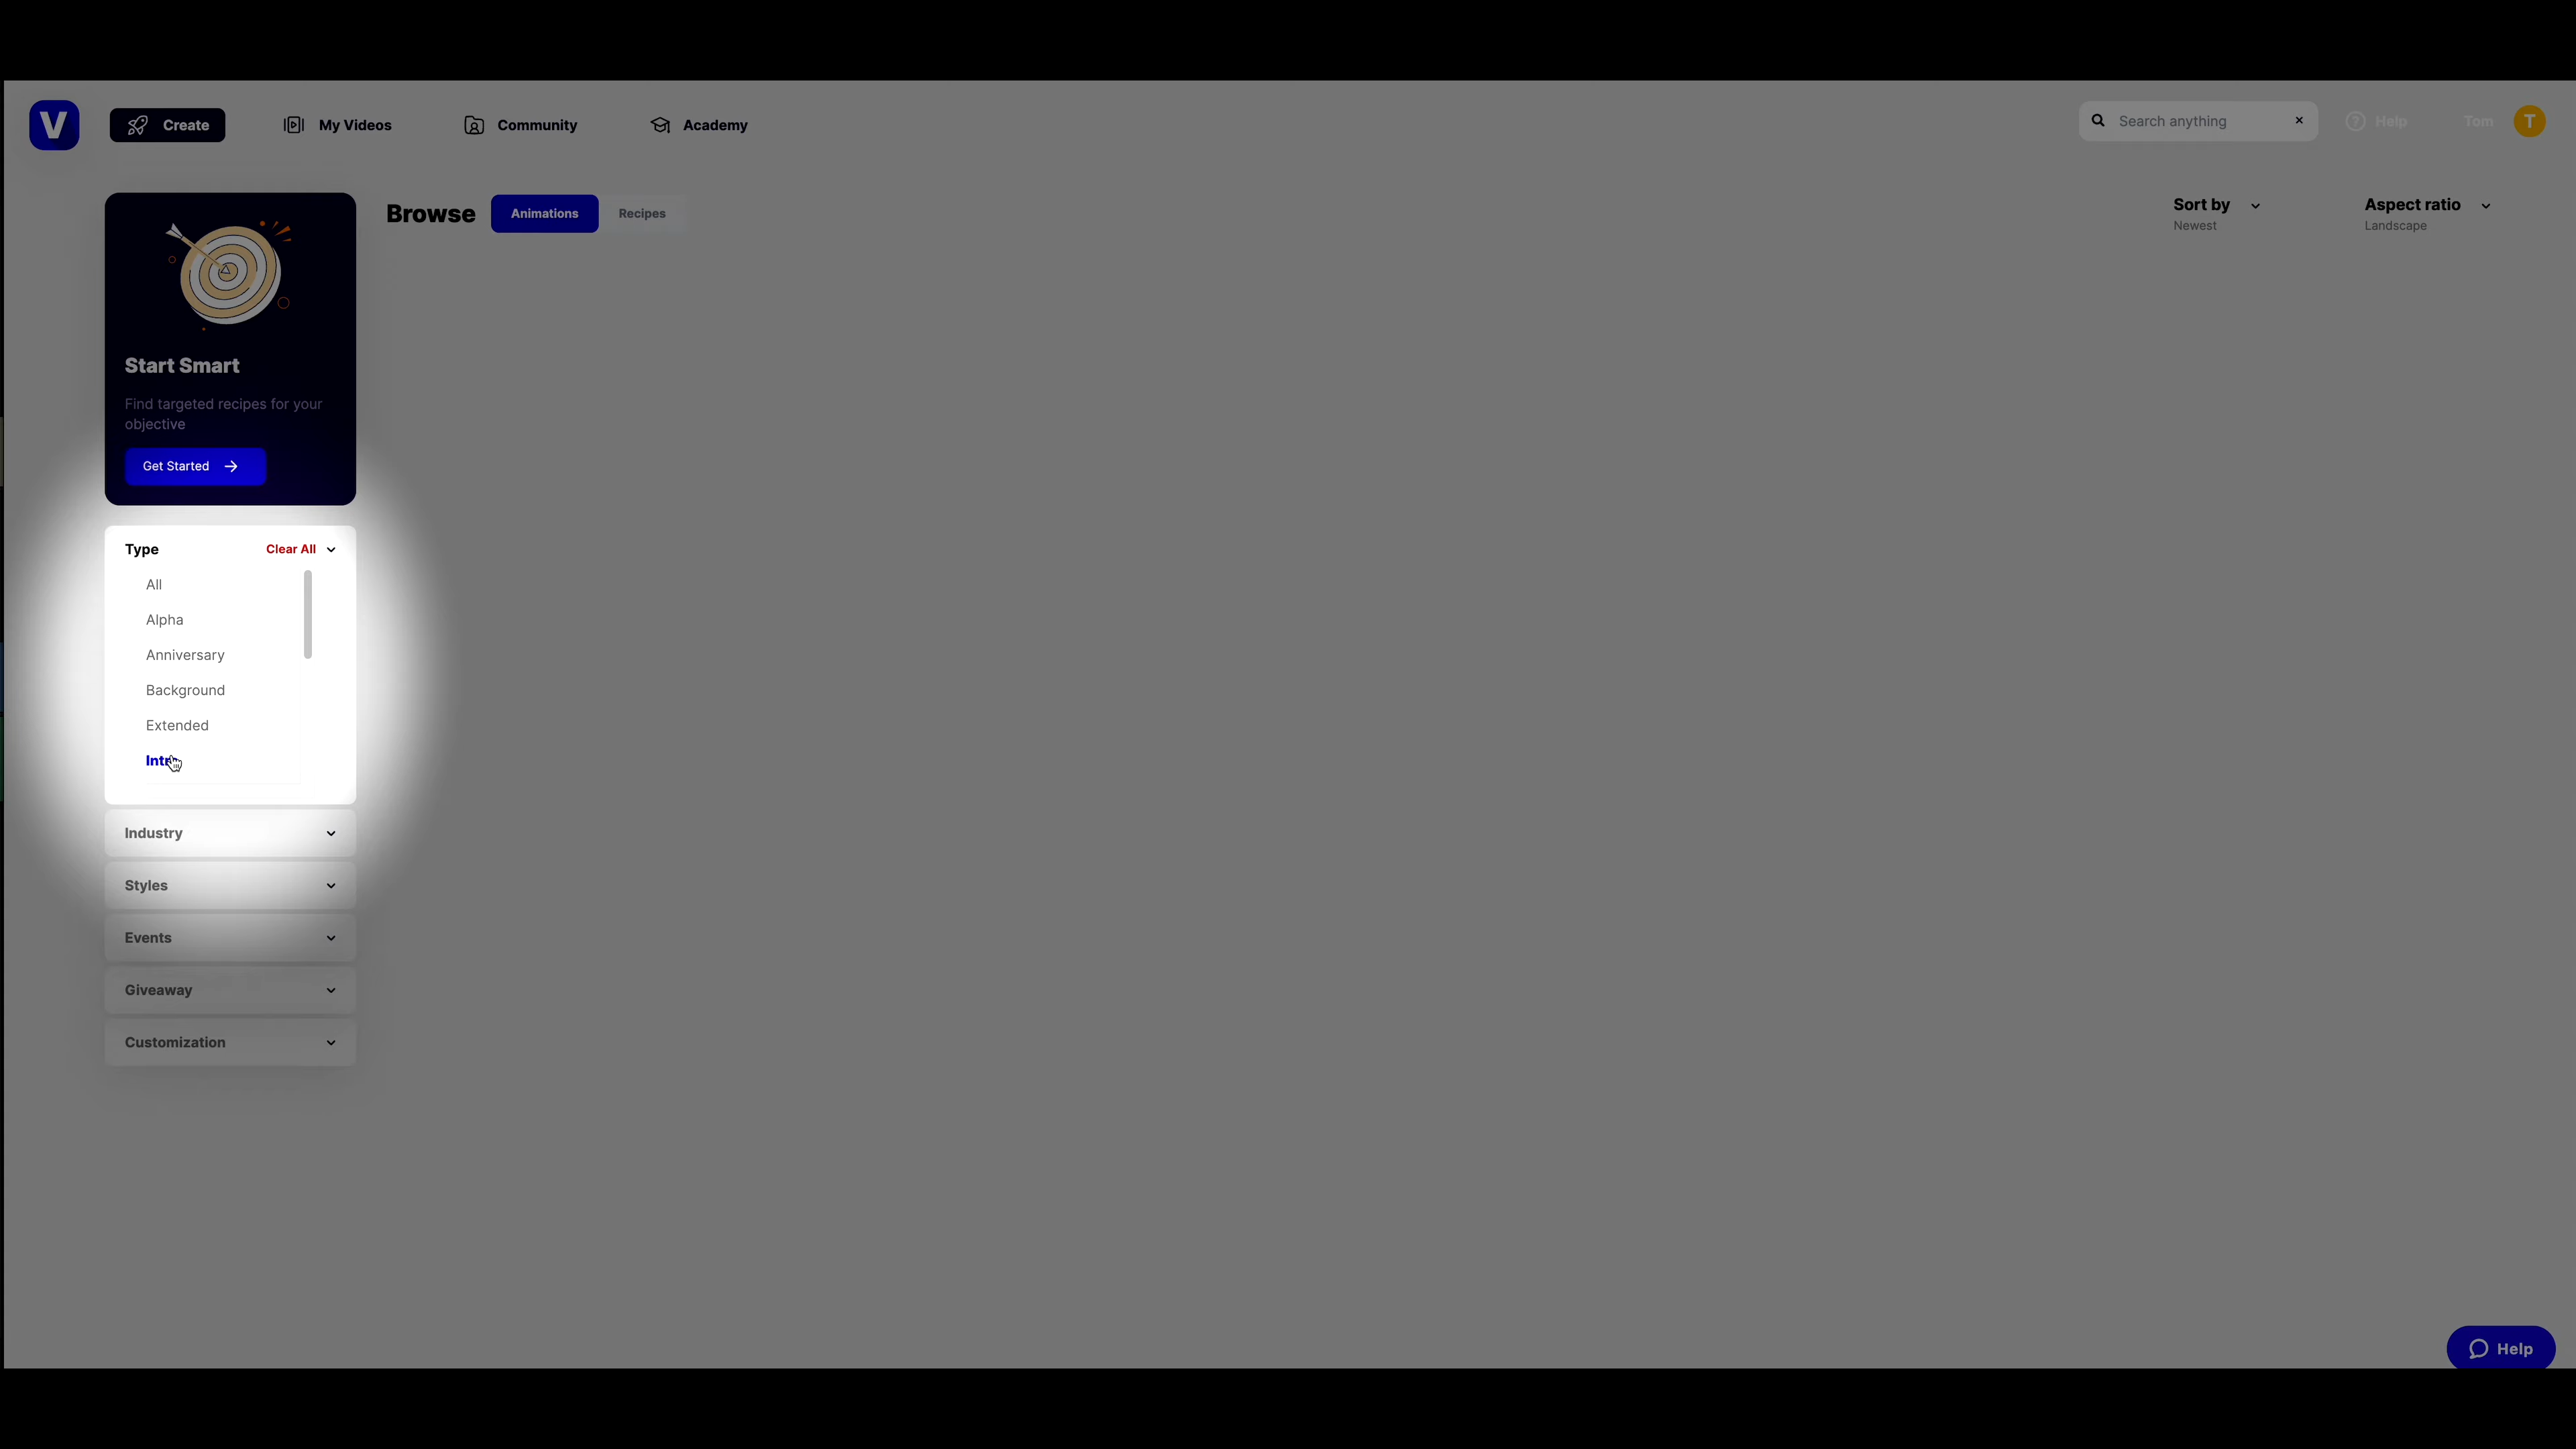 V
Create
My Videos
Community
Academy
Search anything
Help
Tom
T
Browse
Animations
Recipes
Sort by
Newest
Aspect ratio
Landscape
Start Smart
Find targeted recipes for your
objective
Get Started
Type
Clear All
All
Alpha
Anniversary
Background
Extended
Industry
Styles
Events
Giveaway
Customization
Help